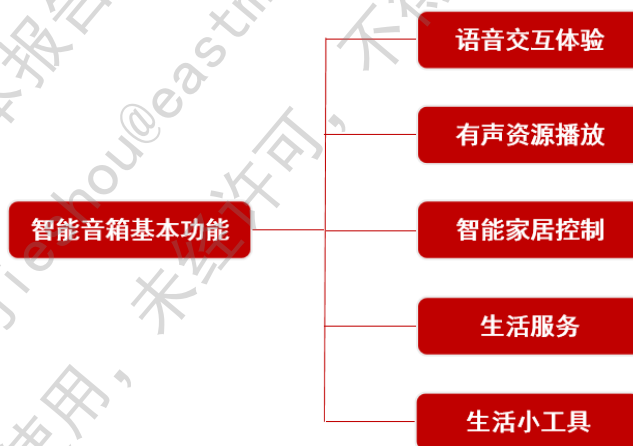 语音交互体验
有声资源播放
智能音箱基本功能
智能家居控制
生活服务
生活小工具